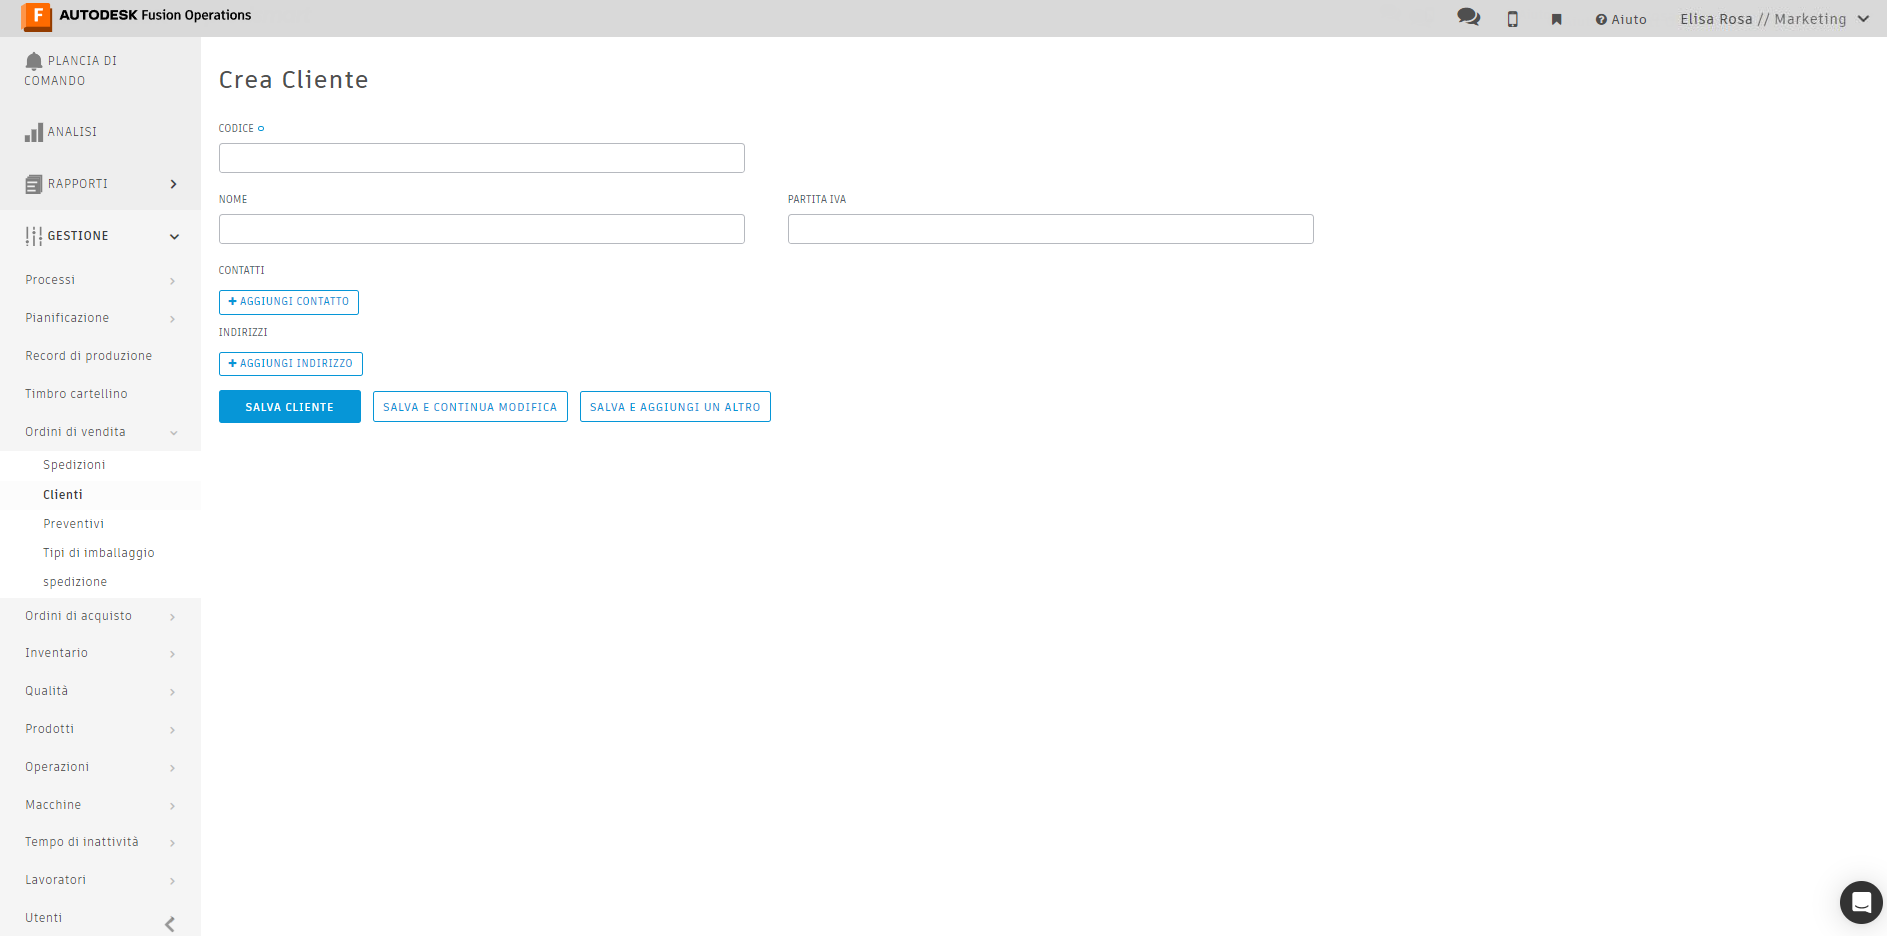 F AUTODESK Fusion Operations
Aiuto
Elisa Rosa // Marketing
PLANCIA DI
COMANDO
ANALISI
RAPPORTI
GESTIONE
Processi
Pianificazione
Record di produzione
Timbro cartellino
Ordini di vendita
Spedizioni
Clienti
Preventivi
Tipi di imballaggio
spedizione
Ordini di acquisto
Inventario
Qualità
Prodotti
Operazioni
Macchine
Tempo di inattività
Lavoratori
Utenti
Crea Cliente
CODICE
NOME
PARTITA IVA
CONTATTI
+ AGGIUNGI CONTATTO
INDIRIZZI
+ AGGIUNGI INDIRIZZO
SALVA CLIENTE
SALVA E CONTINUA MODIFICA
SALVA E AGGIUNGI UN ALTRO